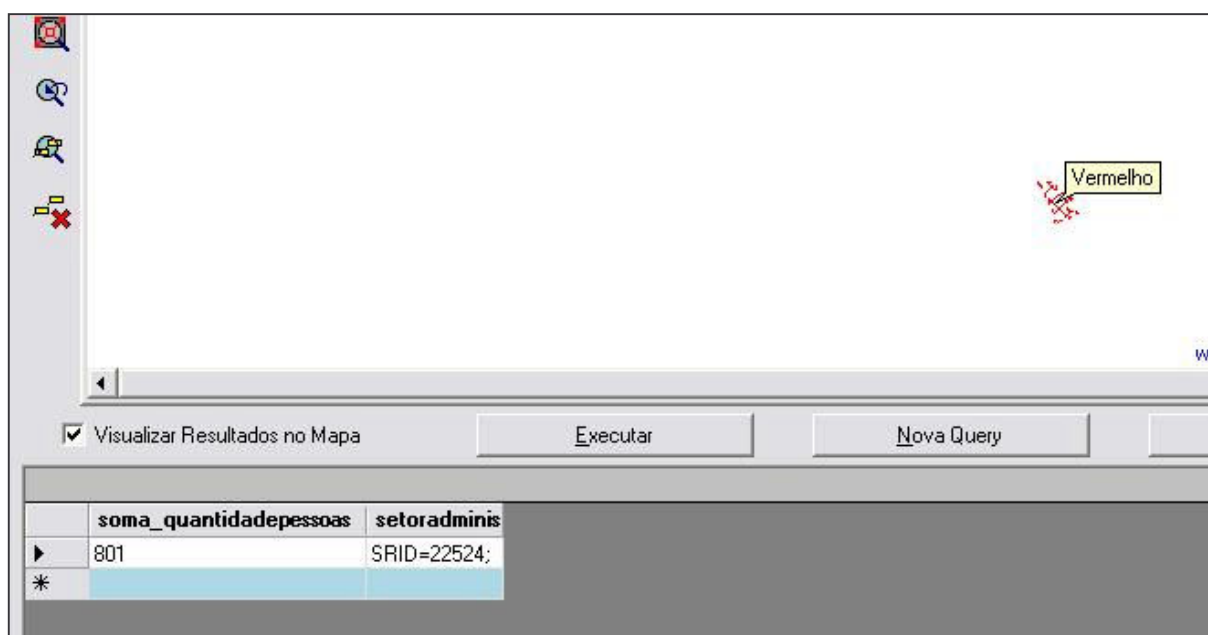 Vermelho
w
Visualizar Resultados no Mapa
Executar
Nova Query
soma_quantidadepessoas setoradminis
801 SRID=22524;